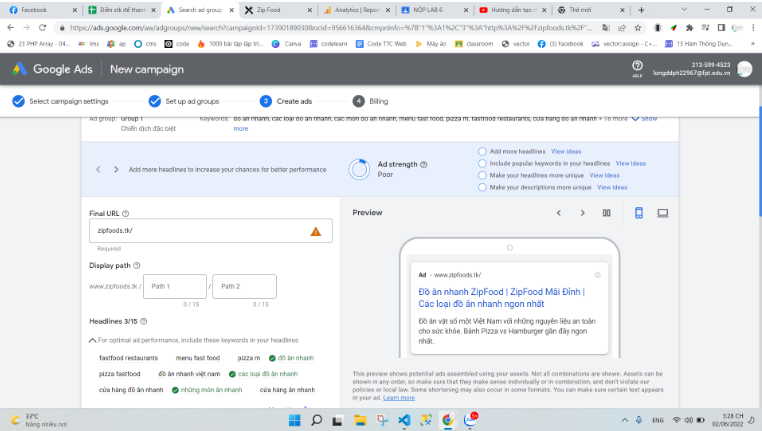 Facebook
Điểm stk để thanh
Search ad group
Zip Food
Analytics | Report
NỘP LAB 6
Hướng dẫn tạo
Thẻ mới
https://ads.google.com/aw/adgroups/new/search?campaignId=17390189030&ocid=956616364&cmpnInfo=%7B"1"%3A1%2C"3"%3A"http%3A%2F%2Fzipfoods.tk%2F"...
23 PHP Array - 04...
lms
ap
cms
code
1000 bài tập lập trì...
Canva
codelearn
Code TTC Web
Máy ảo
classroom
vector
(3) Facebook
vector::assign - C+...
13 Hàm Thông Dụn...
Google Ads
New campaign
HELP
213-599-4523
longddph22967@fpt.edu.vn
Select campaign settings
Set up ad groups
3 Create ads
4 Billing
Ad group: Group 1
Chiến dịch đặc biệt
Keywords: đồ ăn nhanh, các loại đồ ăn nhanh, các món đồ ăn nhanh, menu fast food, pizza m, fastfood restaurants, cửa hàng đồ ăn nhanh + 18 more
Show more
Add more headlines to increase your chances for better performance
Ad strength
Poor
Add more headlines View ideas
Include popular keywords in your headlines View ideas
Make your headlines more unique View ideas
Make your descriptions more unique View ideas
Final URL
zipfoods.tk/
Required
Display path
www.zipfoods.tk / Path 1 / Path 2
0 / 15 0 / 15
Headlines 3/15
For optimal ad performance, include these keywords in your headlines
fastfood restaurants menu fast food pizza m đồ ăn nhanh
pizza fastfood đồ ăn nhanh việt nam các loại đồ ăn nhanh
cửa hàng đồ ăn nhanh những món ăn nhanh cửa hàng ăn nhanh
Preview
Ad · www.zipfoods.tk/
Đồ ăn nhanh ZipFood | ZipFood Mãi Đỉnh |
Các loại đồ ăn nhanh ngon nhất
Đồ ăn vặt số một Việt Nam với những nguyên liệu an toàn
cho sức khỏe. Bánh Pizza vs Hamburger gần đây ngon
nhất.
This preview shows potential ads assembled using your assets. Not all combinations are shown. Assets can be
shown in any order, so make sure that they make sense individually or in combination, and don't violate our
policies or local law. Some shortening may also occur in some formats. You can make sure certain text appears
in your ad. Learn more
33°C
Nắng nhiều nơi
ENG
3:28 CH
02/06/2022